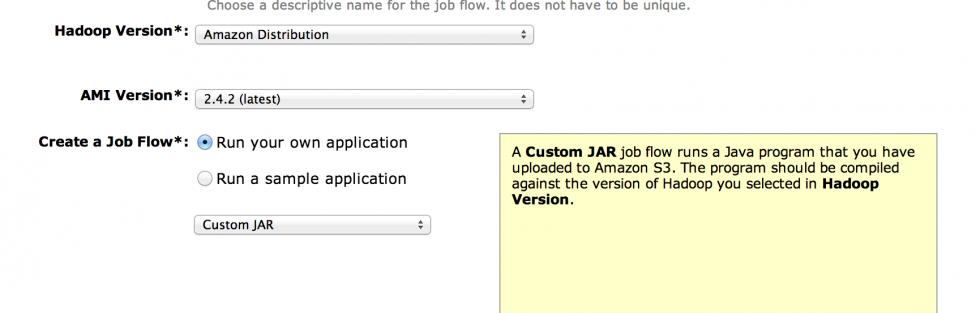 Choose a descriptive name for the job flow. It does not have to be unique.
Hadoop Version*: Amazon Distribution
AMI Version*: 2.4.2 (latest)
Create a Job Flow*: Run your own application
Run a sample application
Custom JAR
A Custom JAR job flow runs a Java program that you have
uploaded to Amazon S3. The program should be compiled
against the version of Hadoop you selected in Hadoop
Version.